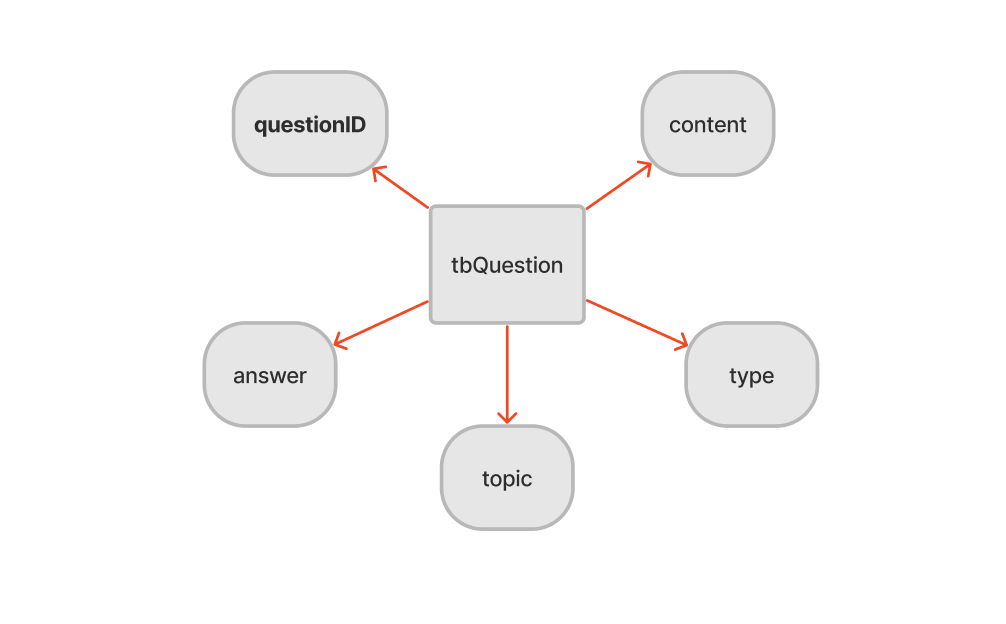 questionID
content
tbQuestion
answer
type
topic